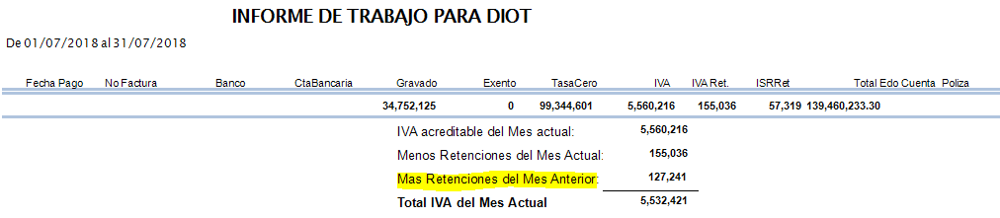 INFORME DE TRABAJO PARA DIOT
De 01/07/2018 al 31/07/2018
Fecha Pago No Factura Banco CtaBancaria Gravado Exento TasaCero IVA IVA Ret. ISRRet Total Edo Cuenta Poliza
34,752,125 0 99,344,601 5,560,216 155,036 57,319 139,460,233.30
IVA acreditable del Mes actual: 5,560,216
Menos Retenciones del Mes Actual: 155,036
Mas Retenciones del Mes Anterior: 127,241
Total IVA del Mes Actual 5,532,421